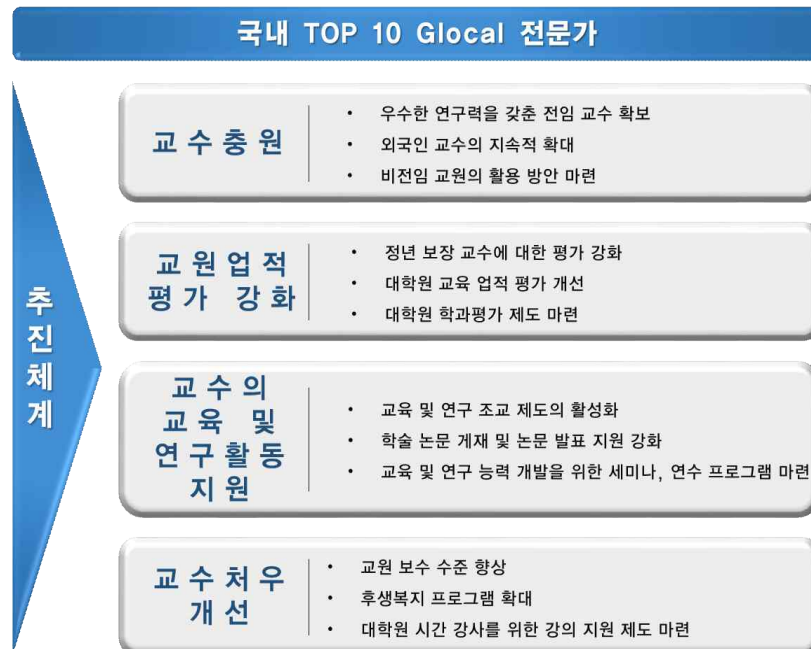 국내 TOP 10 Glocal 전문가
추진체계
교수충원
• 우수한 연구력을 갖춘 전임 교수 확보
• 외국인 교수의 지속적 확대
• 비전임 교원의 활용 방안 마련
교원업적
평가 강화
• 정년 보장 교수에 대한 평가 강화
• 대학원 교육 업적 평가 개선
• 대학원 학과평가 제도 마련
교수의
교육 및
연구활동
지원
• 교육 및 연구 조교 제도의 활성화
• 학술 논문 게재 및 논문 발표 지원 강화
• 교육 및 연구 능력 개발을 위한 세미나, 연수 프로그램 마련
교수처우
개선
• 교원 보수 수준 향상
• 후생복지 프로그램 확대
• 대학원 시간 강사를 위한 강의 지원 제도 마련